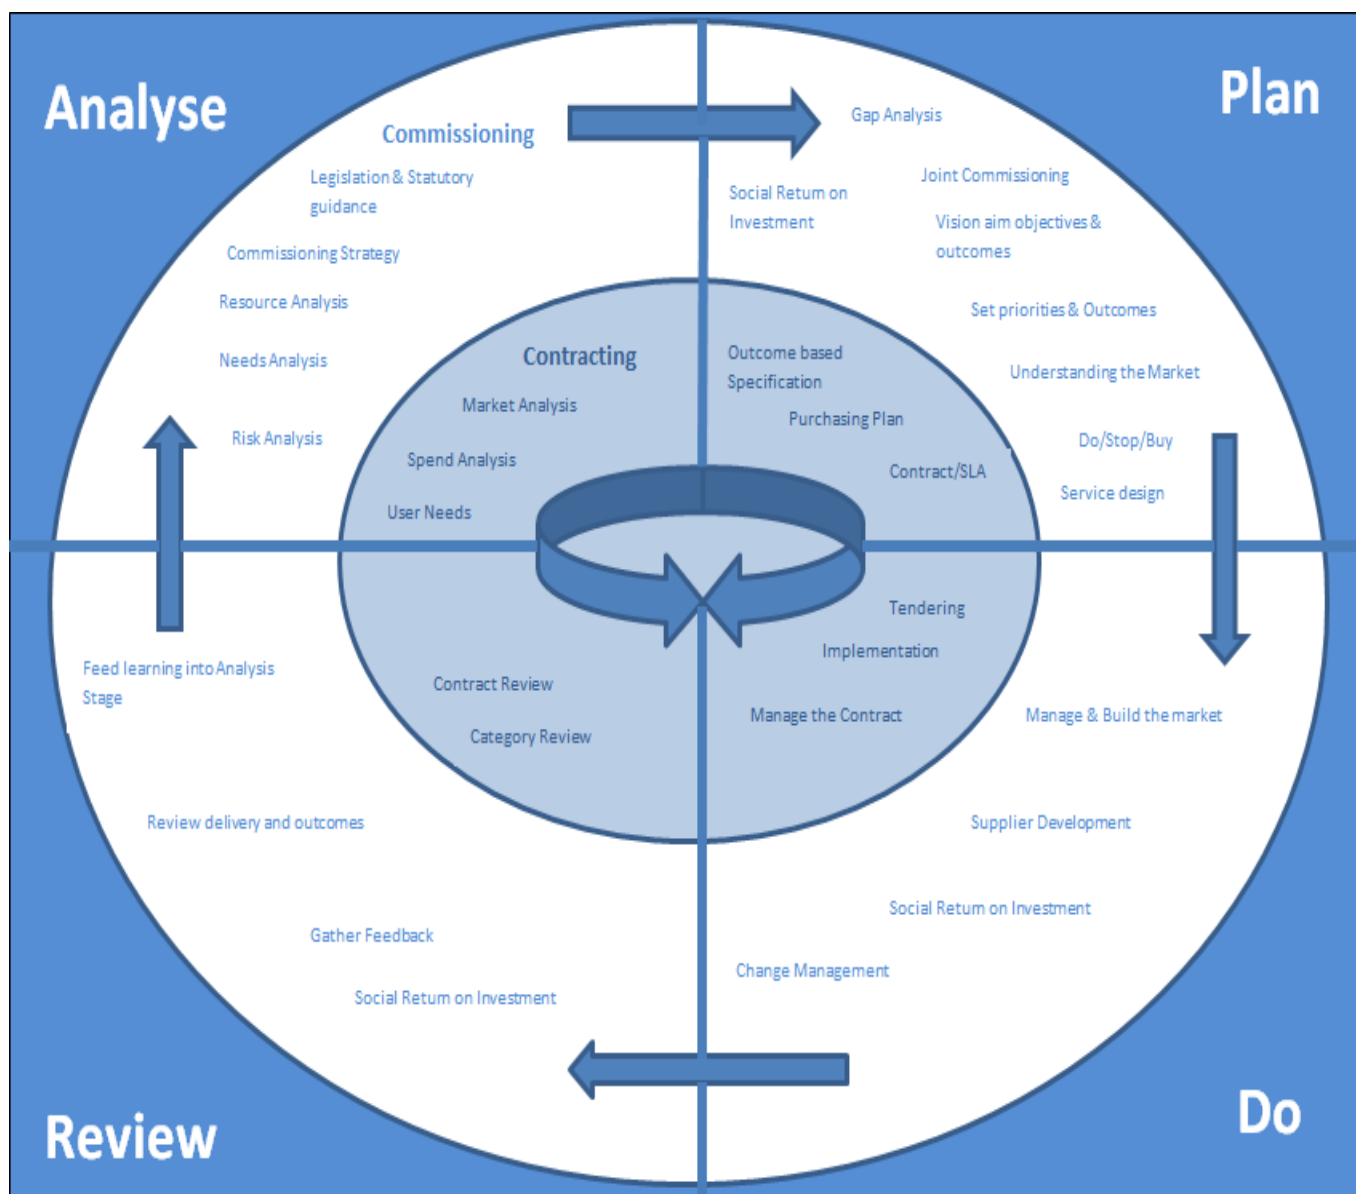 Analyse
Plan
Commissioning
Legislation & Statutory
guidance
Commissioning Strategy
Resource Analysis
Needs Analysis
Risk Analysis
Gap Analysis
Joint Commissioning
Social Return on
Investment
Vision aim objectives &
outcomes
Set priorities & Outcomes
Understanding the Market
Do/Stop/Buy
Service design
Contracting
Market Analysis
Spend Analysis
User Needs
Outcome based
Specification
Purchasing Plan
Contract/SLA
Tendering
Implementation
Manage the Contract
Contract Review
Category Review
Manage & Build the market
Supplier Development
Social Return on Investment
Change Management
Feed learning into Analysis
Stage
Review delivery and outcomes
Gather Feedback
Social Return on Investment
Review
Do